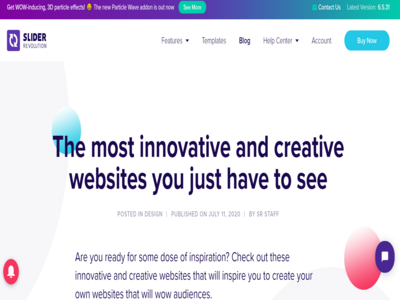 Get WOW-inducing, 3D particle effects! 😄 The new Particle Wave addon is out now See More Contact Us Latest Version: 6.5.31
SLIDER
REVOLUTION
Features Templates Blog Help Center Account Buy Now
The most innovative and creative
websites you just have to see
POSTED IN DESIGN | PUBLISHED ON JULY 11, 2020 | BY SR STAFF
Are you ready for some dose of inspiration? Check out these
innovative and creative websites that will inspire you to create your
own websites that will wow audiences.